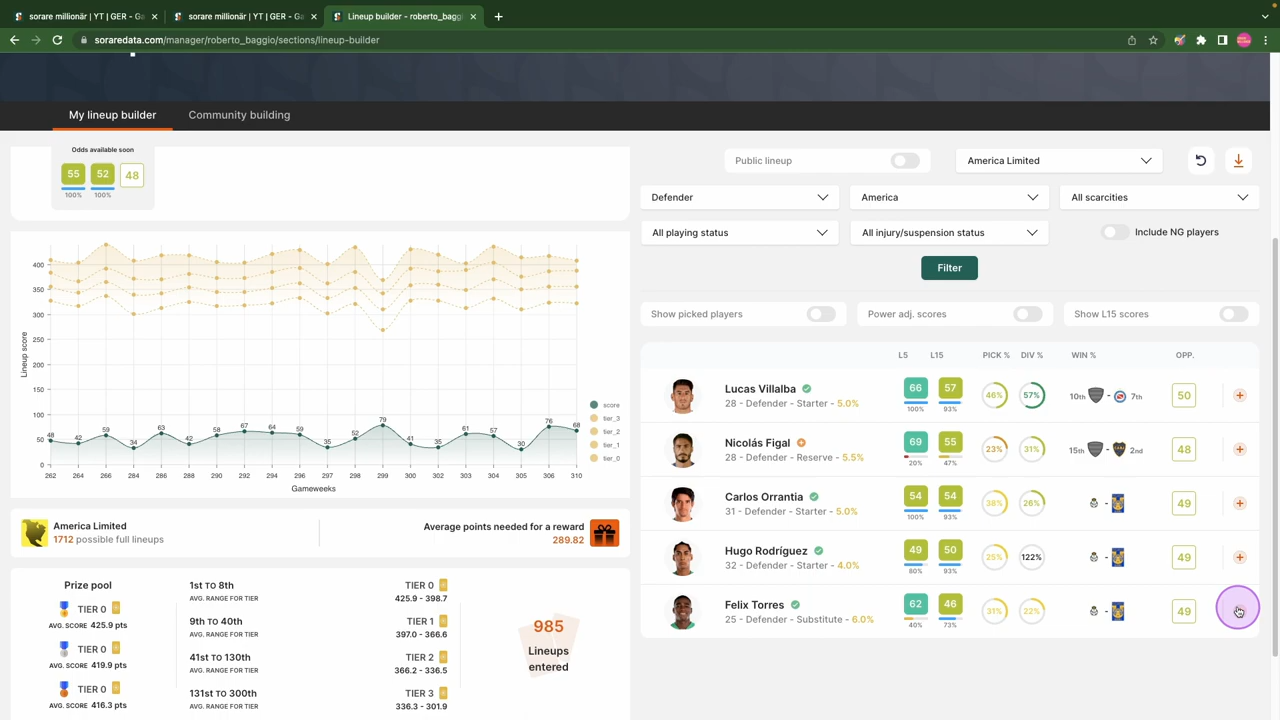 sorare millionär | YT | GER - Ga
sorare millionär | YT | GER - Ga
Lineup builder - roberto_baggi
soraredata.com/manager/roberto_baggio/sections/lineup-builder
My lineup builder
Community building
Odds available soon
55 52 48
100% 100%
Public lineup
America Limited
Defender
America
All scarcities
All playing status
All injury/suspension status
Include NG players
Filter
Show picked players
Power adj. scores
Show L15 scores
L5 L15 PICK % DIV % WIN % OPP.
Lucas Villalba
28 - Defender - Starter - 5.0%
66 57 46% 57% 10th - 7th 50
100% 93%
Nicolás Figal
28 - Defender - Reserve - 5.5%
69 55 23% 31% 15th - 2nd 48
20% 47%
Carlos Orrantia
31 - Defender - Starter - 5.0%
54 54 38% 26% - 49
100% 93%
Hugo Rodríguez
32 - Defender - Starter - 4.0%
49 50 25% 122% - 49
80% 93%
Felix Torres
25 - Defender - Substitute - 6.0%
62 46 31% 22% - 49
40% 73%
Lineup score
400
350
300
250
200
150
100
50
0
48 42 59 34 63 42 58 67 64 59 35 52 79 41 35 61 57 30 76 68
262 264 266 284 286 288 290 292 294 296 297 298 299 300 302 303 304 305 306 310
Gameweeks
score
tier_3
tier_2
tier_1
tier_0
America Limited
1712 possible full lineups
Average points needed for a reward
289.82
Prize pool
TIER 0
AVG. SCORE 425.9 pts
TIER 0
AVG. SCORE 419.9 pts
TIER 0
AVG. SCORE 416.3 pts
1st TO 8th TIER 0
AVG. RANGE FOR TIER 425.9 - 398.7
9th TO 40th TIER 1
AVG. RANGE FOR TIER 397.0 - 366.6
41st TO 130th TIER 2
AVG. RANGE FOR TIER 366.2 - 336.5
131st TO 300th TIER 3
AVG. RANGE FOR TIER 336.3 - 301.9
985
Lineups
entered